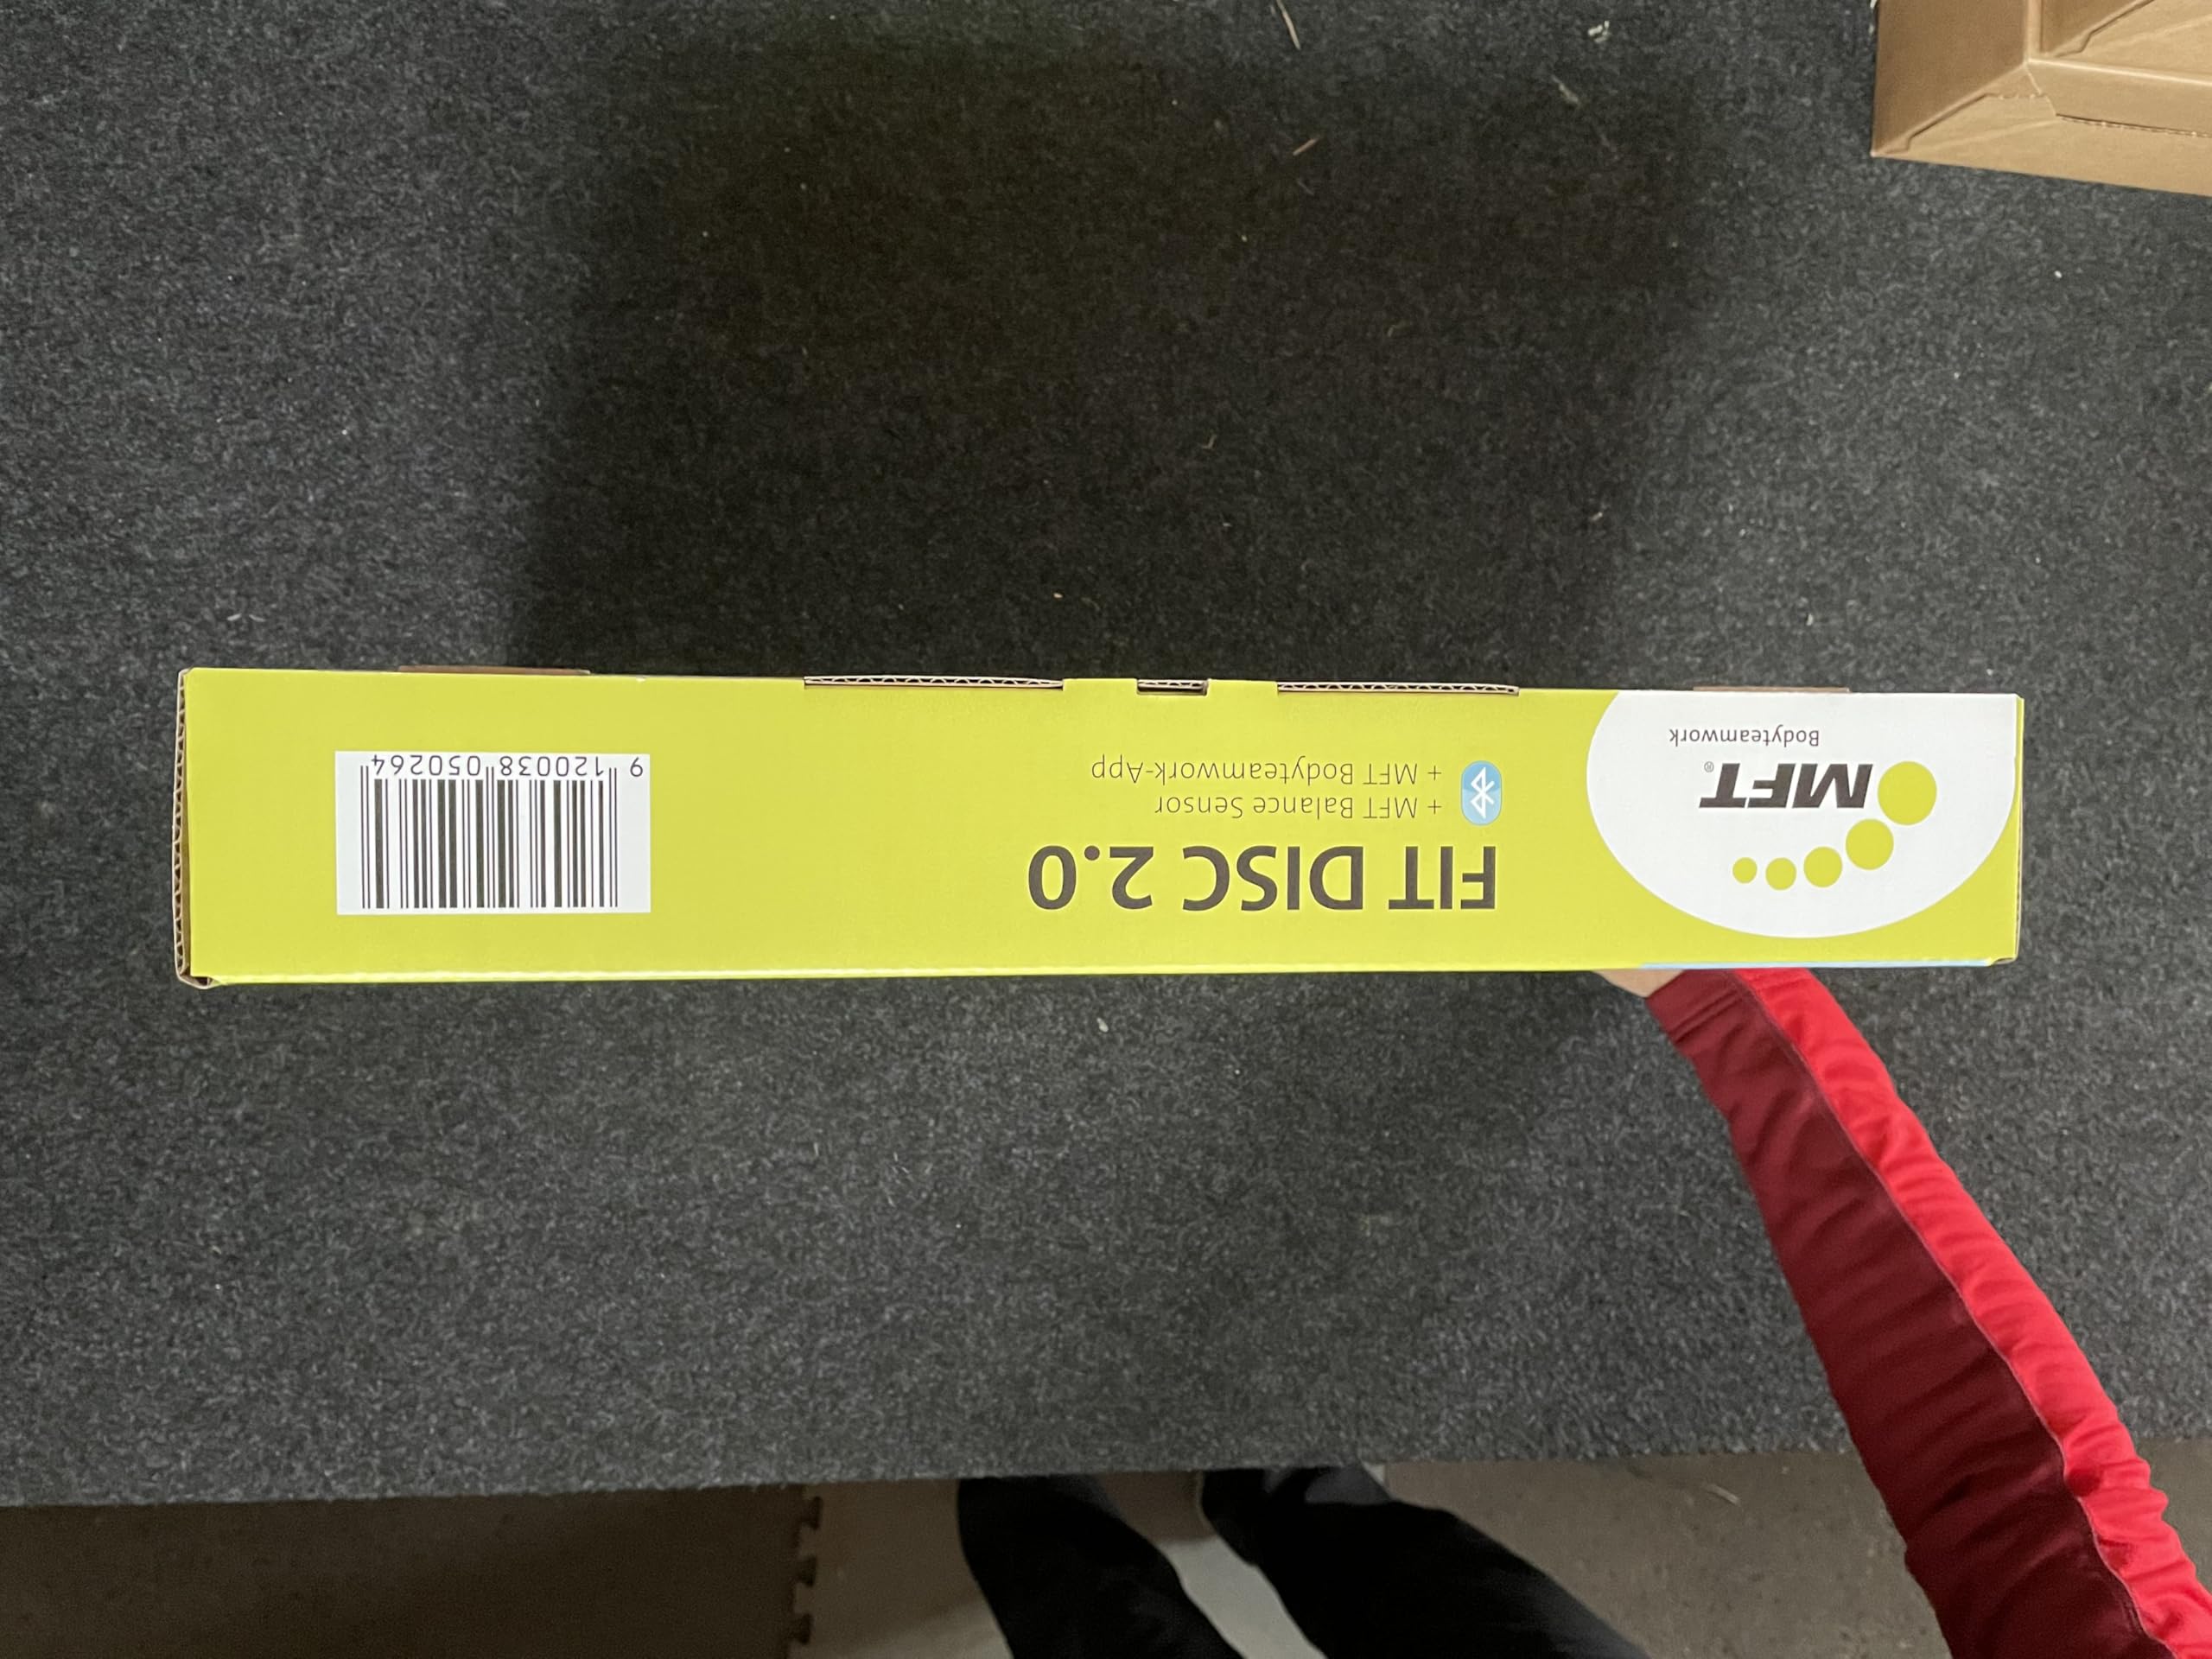 MFT®
Bodyteamwork
FIT DISC 2.0
+ MFT Balance Sensor
+ MFT Bodyteamwork-App
9 120038 050264